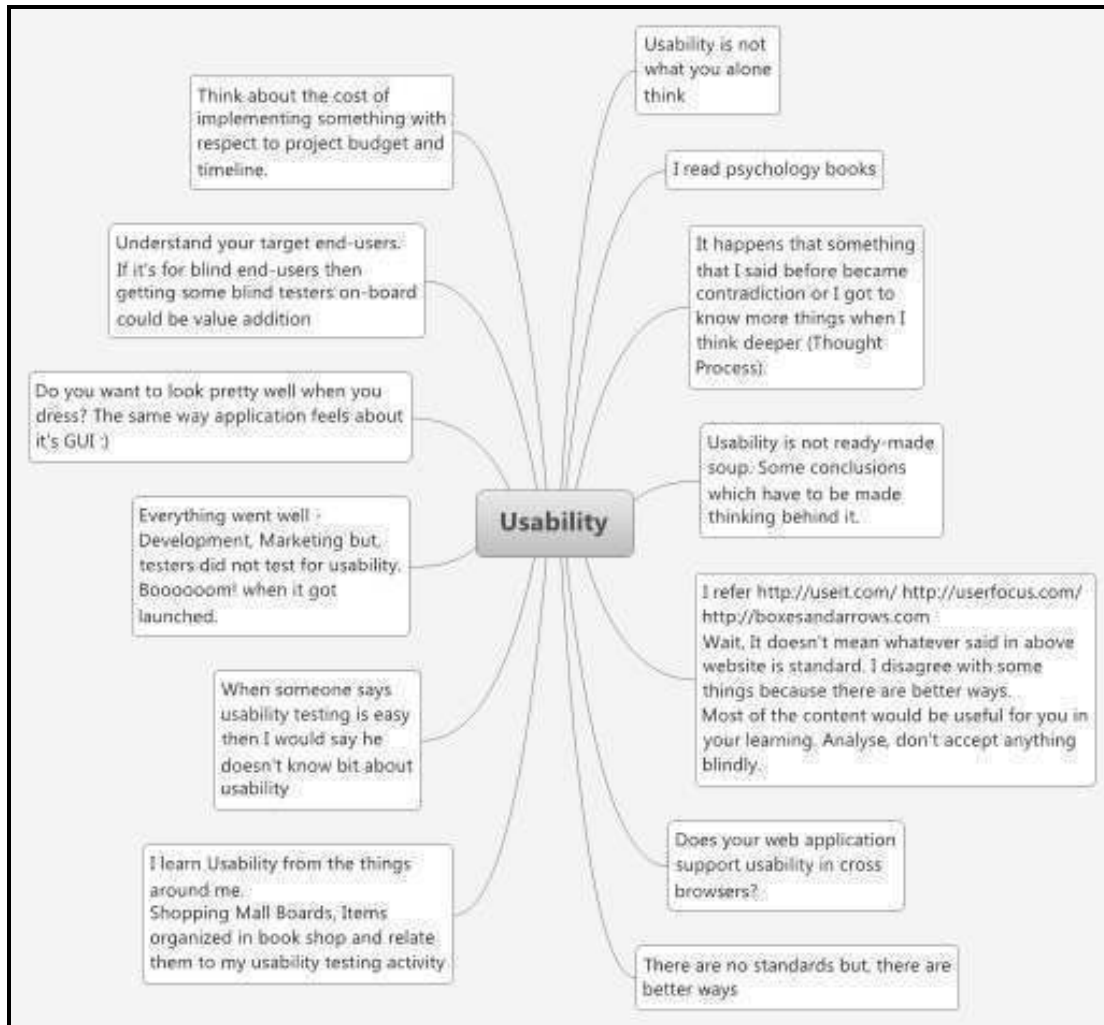 Usability is not
what you alone
think
Think about the cost of
implementing something with
respect to project budget and
timeline.
I read psychology books
Understand your target end-users.
If it's for blind end-users then
getting some blind testers on-board
could be value addition
It happens that something
that I said before became
contradiction or I got to
know more things when I
think deeper (Thought
Process).
Do you want to look pretty well when you
dress? The same way application feels about
it's GUI :)
Usability is not ready-made
soup. Some conclusions
which have to be made
thinking behind it.
Usability
Everything went well -
Development, Marketing but,
testers did not test for usability.
Boooooom! when it got
launched.
I refer http://useit.com/ http://userfocus.com/
http://boxesandarrows.com
Wait, It doesn't mean whatever said in above
website is standard. I disagree with some
things because there are better ways.
Most of the content would be useful for you in
your learning. Analyse, don't accept anything
blindly.
When someone says
usability testing is easy
then I would say he
doesn't know bit about
usability
Does your web application
support usability in cross
browsers?
I learn Usability from the things
around me.
Shopping Mall Boards, Items
organized in book shop and relate
them to my usability testing activity
There are no standards but, there are
better ways